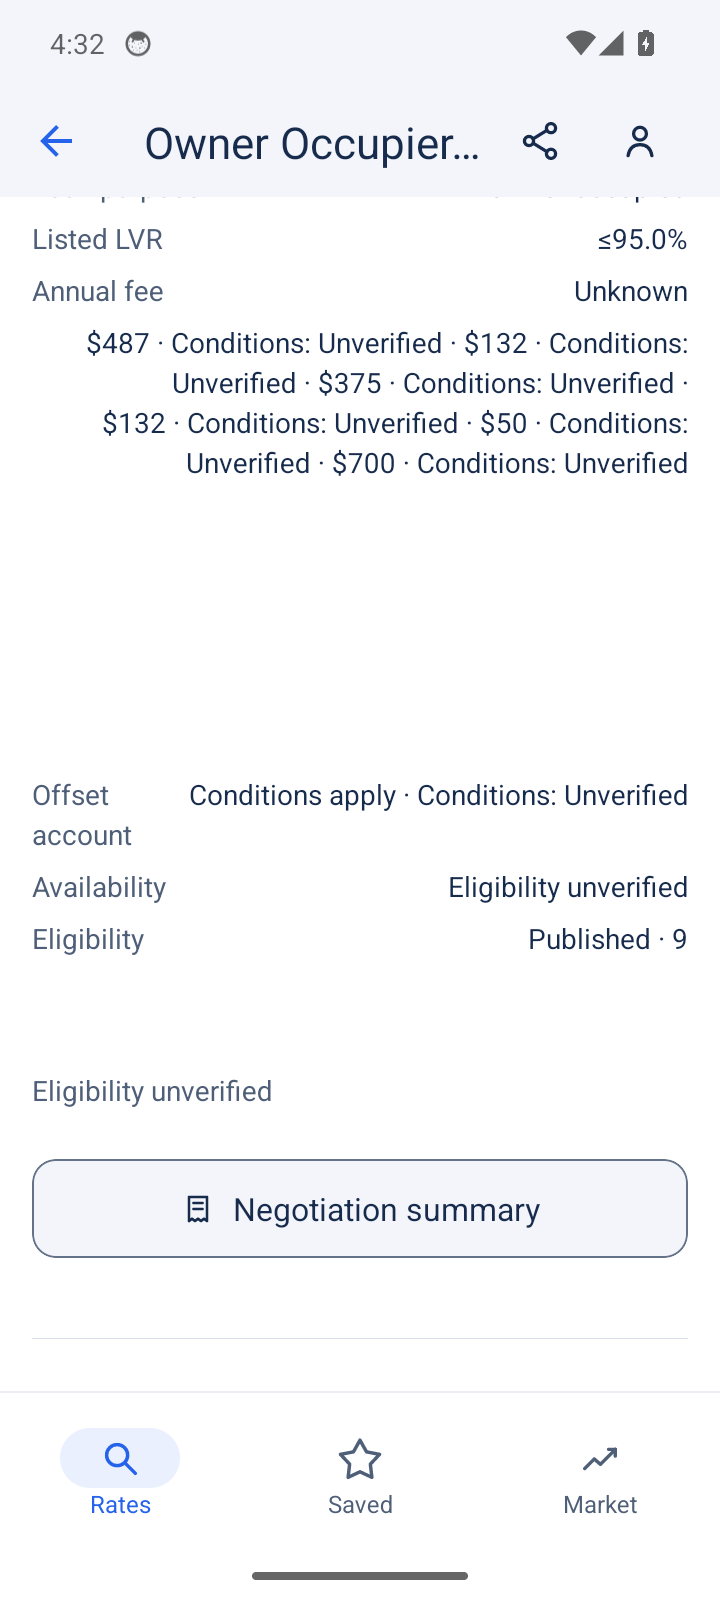 4:32
Owner Occupier...
Listed LVR ≤95.0%
Annual fee Unknown
$487 · Conditions: Unverified · $132 · Conditions:
Unverified · $375 · Conditions: Unverified ·
$132 · Conditions: Unverified · $50 · Conditions:
Unverified · $700 · Conditions: Unverified
Offset account Conditions apply · Conditions: Unverified
Availability Eligibility unverified
Eligibility Published · 9
Eligibility unverified
Negotiation summary
Rates Saved Market